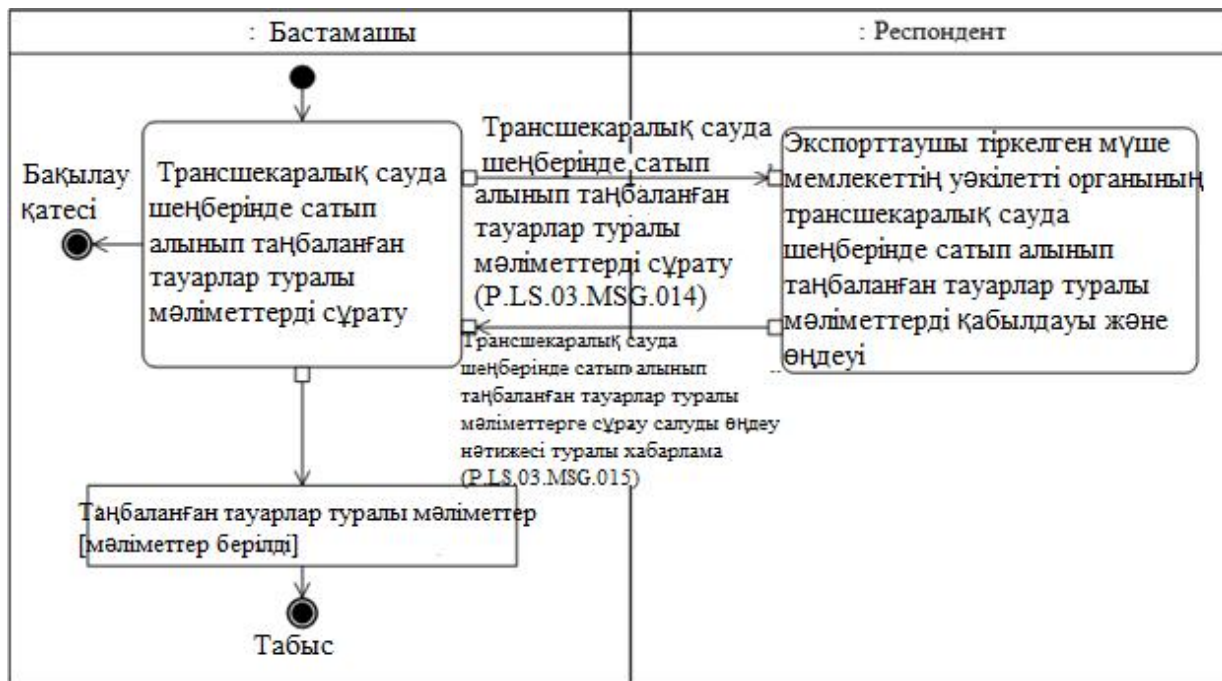 : Бастамашы
: Респондент
Бақылау
қатесі
Трансшекаралық сауда
шеңберінде сатып
алынып таңбаланған
тауарлар туралы
мәліметтерді сұрату
Трансшекаралық сауда
шеңберінде сатып
алынып таңбаланған
тауарлар туралы
мәліметтерді сұрату
(P.LS.03.MSG.014)
Экспорттаушы тіркелген мүше
мемлекеттің уәкілетті органының
трансшекаралық сауда
шеңберінде сатып алынып
таңбаланған тауарлар туралы
мәліметтерді қабылдауы және
өңдеуі
Трансшекаралық сауда
шеңберінде сатып алынып
таңбаланған тауарлар туралы
мәліметтерге сұрау салуды өңдеу
нәтижесі туралы хабарлама
(P.LS.03.MSG.015)
Таңбаланған тауарлар туралы мәліметтер
[мәліметтер берілді]
Табыс